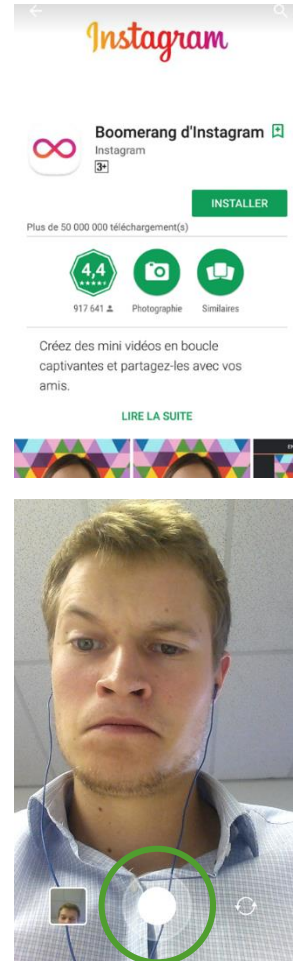 Instagram
Boomerang d'Instagram
Instagram
3+
INSTALLER
Plus de 50 000 000 téléchargement(s)
4,4
917 641
Photographie
Similaires
Créez des mini vidéos en boucle
captivantes et partagez-les avec vos
amis.
LIRE LA SUITE